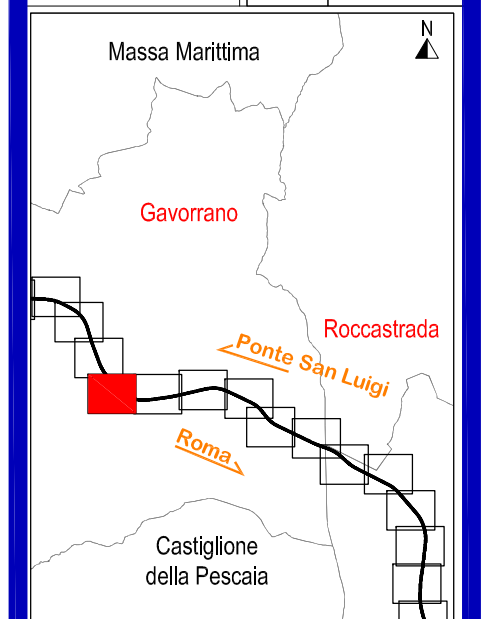 N
Massa Marittima
Gavorrano
Roccastrada
Ponte San Luigi
Roma
Castiglione
della Pescaia